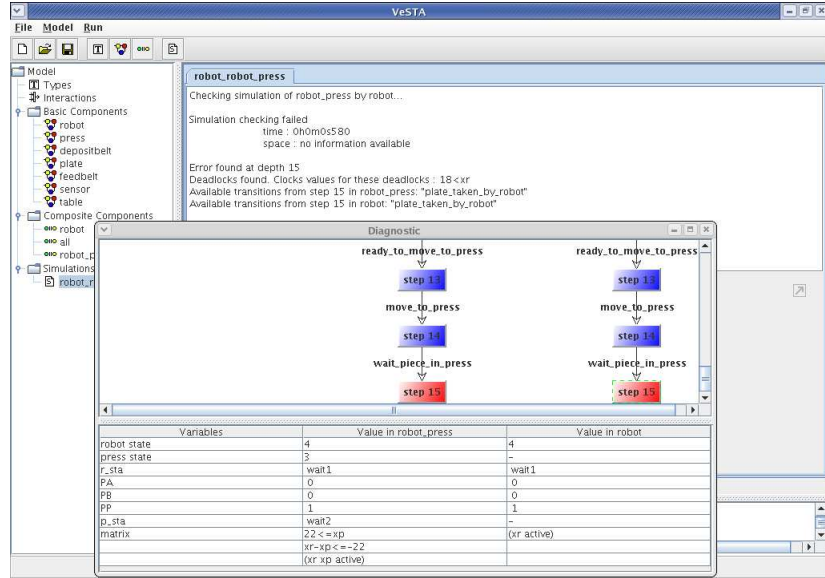 VeSTA
File Model Run
Model
Types
Interactions
Basic Components
robot
press
depositbelt
plate
feedbelt
sensor
table
Composite Components
robot
all
robot_p
Simulations
robot_r
robot_robot_press
Checking simulation of robot_press by robot...
Simulation checking failed
time : 0h0m0s580
space : no information available
Error found at depth 15
Deadlocks found. Clocks values for these deadlocks : 18<xr
Available transitions from step 15 in robot_press: "plate_taken_by_robot"
Available transitions from step 15 in robot: "plate_taken_by_robot"
Diagnostic
ready_to_move_to_press ready_to_move_to_press
step 13 step 13
move_to_press move_to_press
step 14 step 14
wait_piece_in_press wait_piece_in_press
step 15 step 15
Variables Value in robot_press Value in robot
robot state 4 4
press state 3 –
r_sta wait1 wait1
PA 0 0
PB 0 0
PP 1 1
p_sta wait2 –
matrix 22<=xp (xr active)
xr-xp<=-22
(xr xp active)